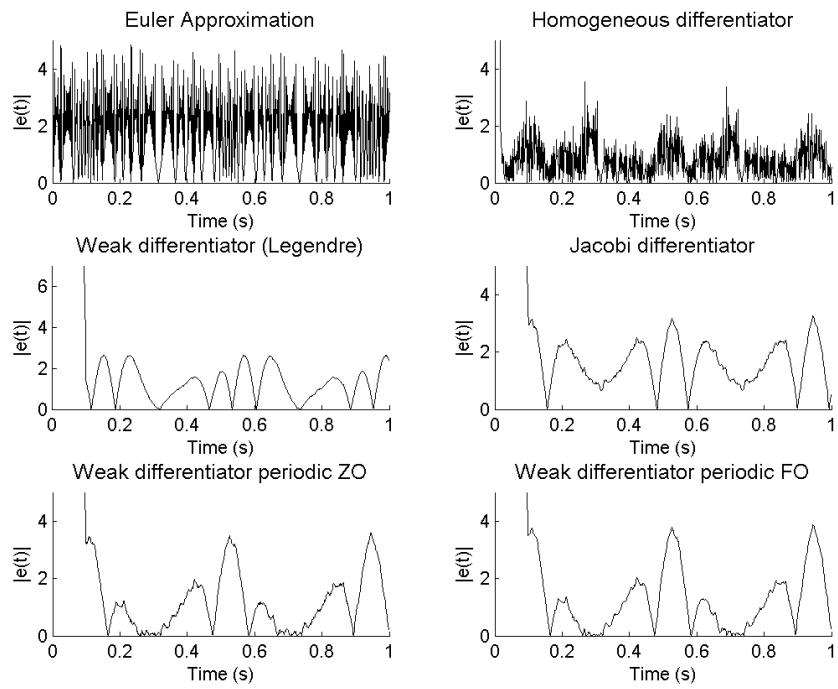 Euler Approximation
|e(t)|
4
2
0
0 0.2 0.4 0.6 0.8 1
Time (s)
Homogeneous differentiator
|e(t)|
4
2
0
0 0.2 0.4 0.6 0.8 1
Time (s)
Weak differentiator (Legendre)
|e(t)|
6
4
2
0
0 0.2 0.4 0.6 0.8 1
Time (s)
Jacobi differentiator
|e(t)|
4
2
0
0 0.2 0.4 0.6 0.8 1
Time (s)
Weak differentiator periodic ZO
|e(t)|
4
2
0
0 0.2 0.4 0.6 0.8 1
Time (s)
Weak differentiator periodic FO
|e(t)|
4
2
0
0 0.2 0.4 0.6 0.8 1
Time (s)